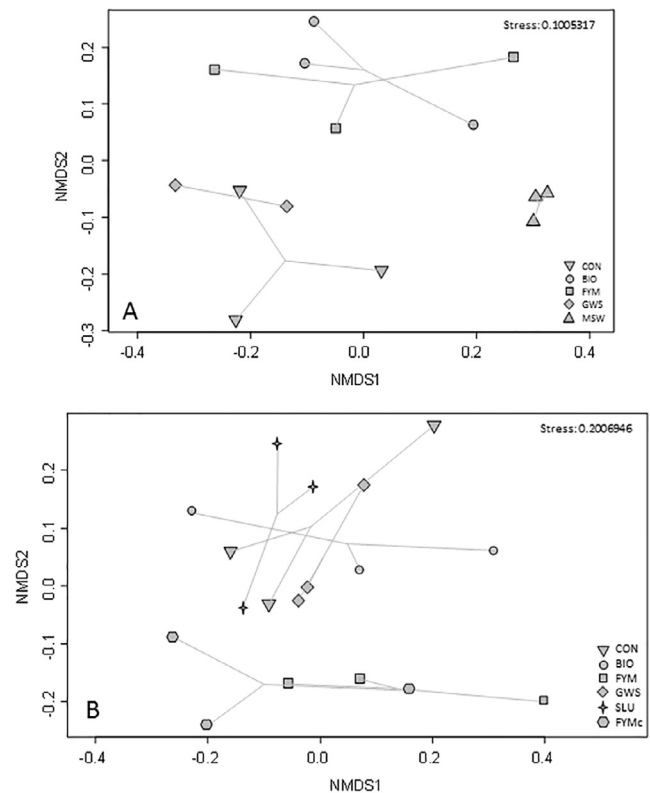 Stress: 0.1005317
0.2
0.1
0.0
-0.1
-0.2
-0.3
NMDS2
A
CON
BIO
FYM
GWS
MSW
-0.4 -0.2 0.0 0.2 0.4
NMDS1
Stress: 0.2006946
0.2
0.1
0.0
-0.1
-0.2
NMDS2
B
CON
BIO
FYM
GWS
SLU
FYMc
-0.4 -0.2 0.0 0.2 0.4
NMDS1